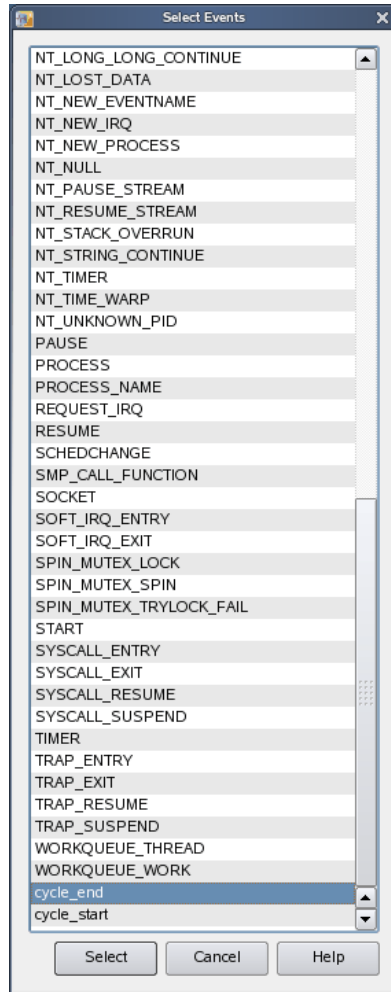 Select Events
NT_LONG_LONG_CONTINUE
NT_LOST_DATA
NT_NEW_EVENTNAME
NT_NEW_IRQ
NT_NEW_PROCESS
NT_NULL
NT_PAUSE_STREAM
NT_RESUME_STREAM
NT_STACK_OVERRUN
NT_STRING_CONTINUE
NT_TIMER
NT_TIME_WARP
NT_UNKNOWN_PID
PAUSE
PROCESS
PROCESS_NAME
REQUEST_IRQ
RESUME
SCHEDCHANGE
SMP_CALL_FUNCTION
SOCKET
SOFT_IRQ_ENTRY
SOFT_IRQ_EXIT
SPIN_MUTEX_LOCK
SPIN_MUTEX_SPIN
SPIN_MUTEX_TRYLOCK_FAIL
START
SYSCALL_ENTRY
SYSCALL_EXIT
SYSCALL_RESUME
SYSCALL_SUSPEND
TIMER
TRAP_ENTRY
TRAP_EXIT
TRAP_RESUME
TRAP_SUSPEND
WORKQUEUE_THREAD
WORKQUEUE_WORK
cycle_end
cycle_start
Select Cancel Help